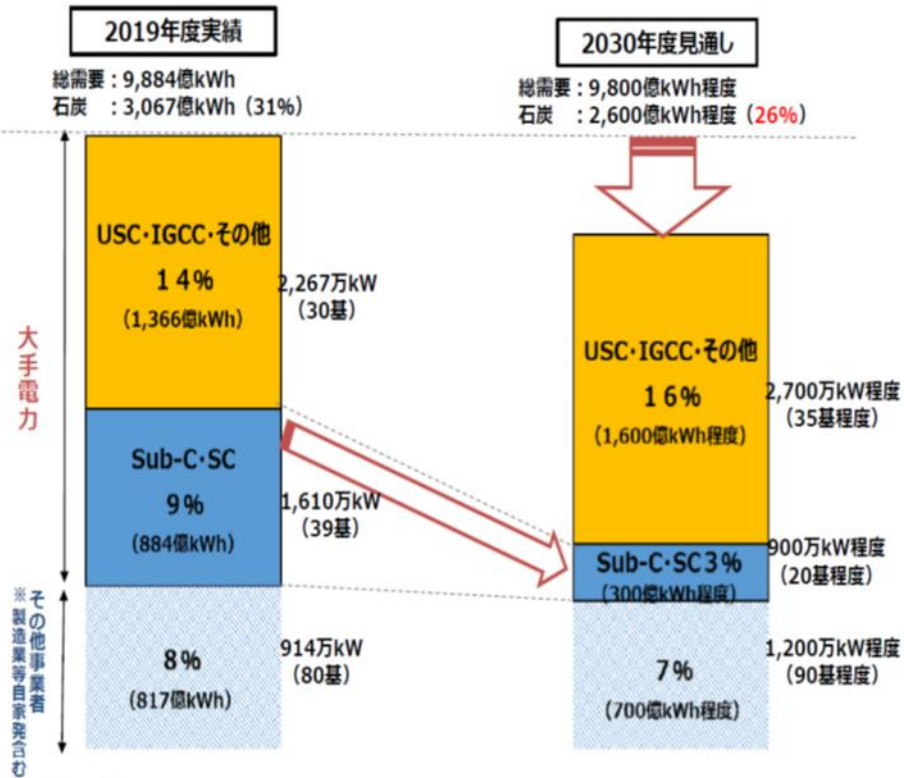 2019年度実績
総需要：9,884億kWh
石炭　：3,067億kWh（31%）
2030年度見通し
総需要：9,800億kWh程度
石炭　：2,600億kWh程度（26%）
大手電力
USC・IGCC・その他
14%
（1,366億kWh）
2,267万kW
（30基）
Sub-C・SC
9%
（884億kWh）
1,610万kW
（39基）
その他事業者
※製造業等自家発含む
8%
（817億kWh）
914万kW
（80基）
USC・IGCC・その他
16%
（1,600億kWh程度）
2,700万kW程度
（35基程度）
Sub-C・SC3%
（300億kWh程度）
900万kW程度
（20基程度）
7%
（700億kWh程度）
1,200万kW程度
（90基程度）